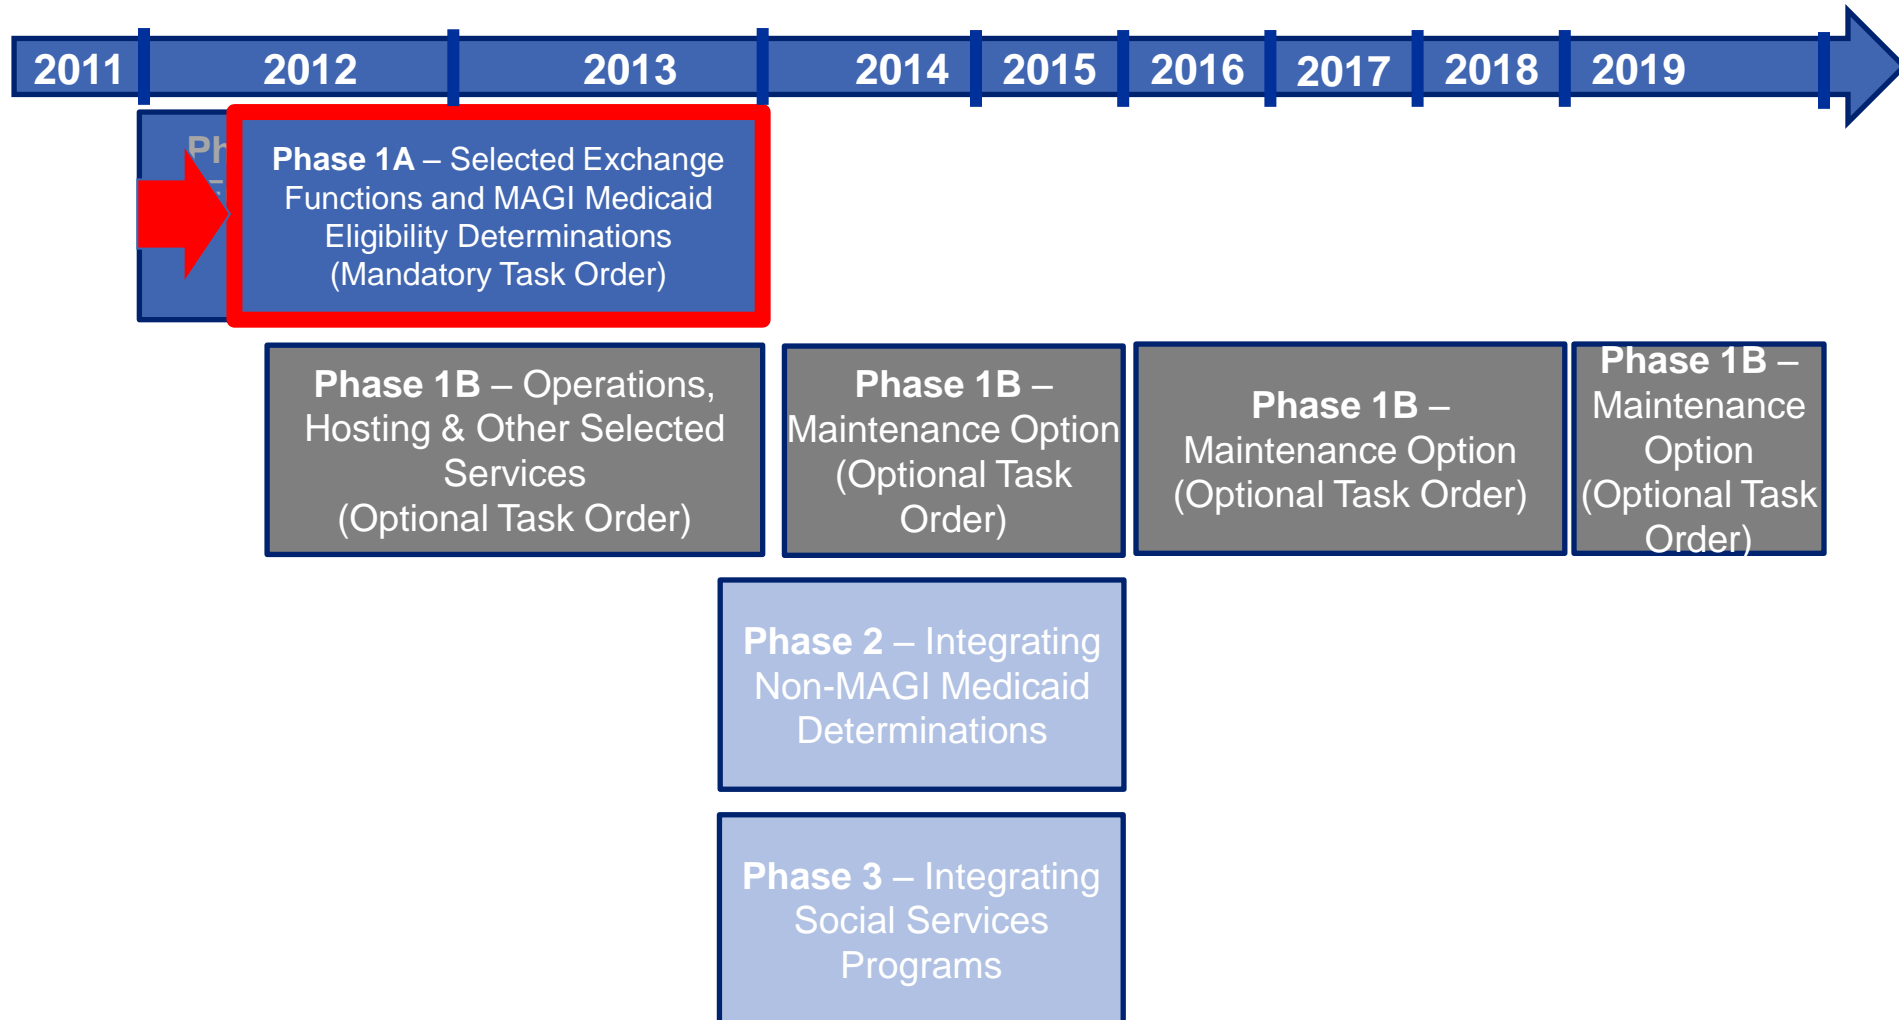 2011 2012 2013 2014 2015 2016 2017 2018 2019
Phase 1A – Selected Exchange
Functions and MAGI Medicaid
Eligibility Determinations
(Mandatory Task Order)
Phase 1B – Operations,
Hosting & Other Selected
Services
(Optional Task Order)
Phase 1B –
Maintenance Option
(Optional Task
Order)
Phase 1B –
Maintenance Option
(Optional Task Order)
Phase 1B –
Maintenance
Option
(Optional Task
Order)
Phase 2 – Integrating
Non-MAGI Medicaid
Determinations
Phase 3 – Integrating
Social Services
Programs